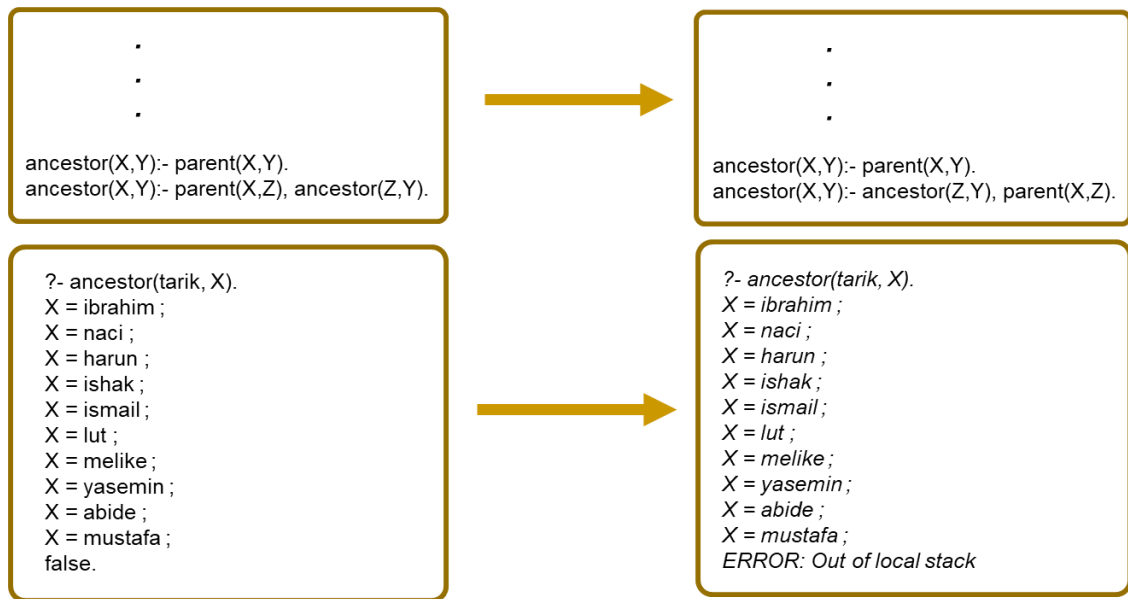 .
.
.
ancestor(X,Y):- parent(X,Y).
ancestor(X,Y):- parent(X,Z), ancestor(Z,Y).
.
.
.
ancestor(X,Y):- parent(X,Y).
ancestor(X,Y):- ancestor(Z,Y), parent(X,Z).
?- ancestor(tarik, X).
X = ibrahim ;
X = naci ;
X = harun ;
X = ishak ;
X = ismail ;
X = lut ;
X = melike ;
X = yasemin ;
X = abide ;
X = mustafa ;
false.
?- ancestor(tarik, X).
X = ibrahim ;
X = naci ;
X = harun ;
X = ishak ;
X = ismail ;
X = lut ;
X = melike ;
X = yasemin ;
X = abide ;
X = mustafa ;
ERROR: Out of local stack